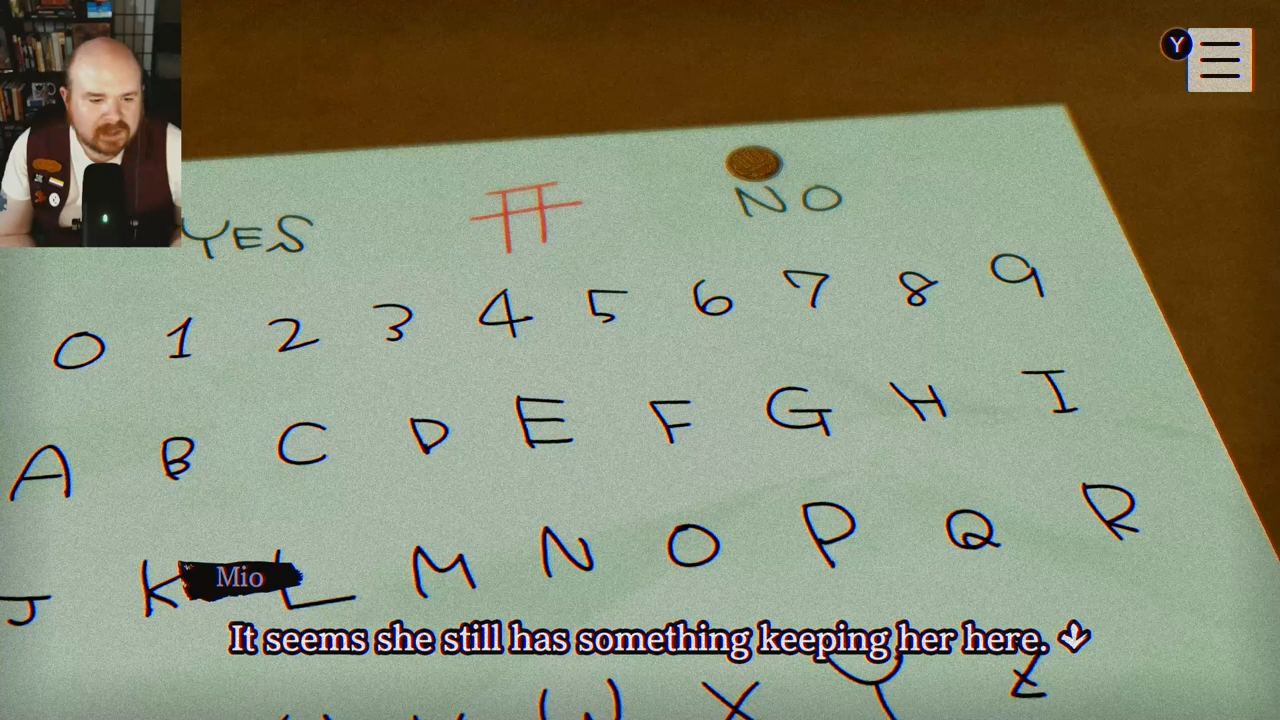 Y
YES NO
0 1 2 3 4 5 6 7 8 9
A B C D E F G H I
J K L M N O P Q R
Mio
It seems she still has something keeping her here.
W X Y Z